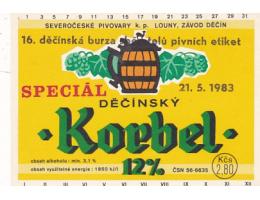 1 3 5 7 9 11 13 15 17 19 21 23 25 27 29 31
SEVEROČESKÉ PIVOVARY k. p. LOUNY, ZÁVOD DĚČÍN
16. děčínská burza pivních etiket
SPECIÁL 21. 5. 1983
DĚČÍNSKÝ
·Korbel·
12%
obsah alkoholu : min. 3,1 %
obsah využitelné energie : 1850 kJ/l
ČSN 56-6635
Kčs
2,80
I II III IV V VI VII VIII IX X XI XII